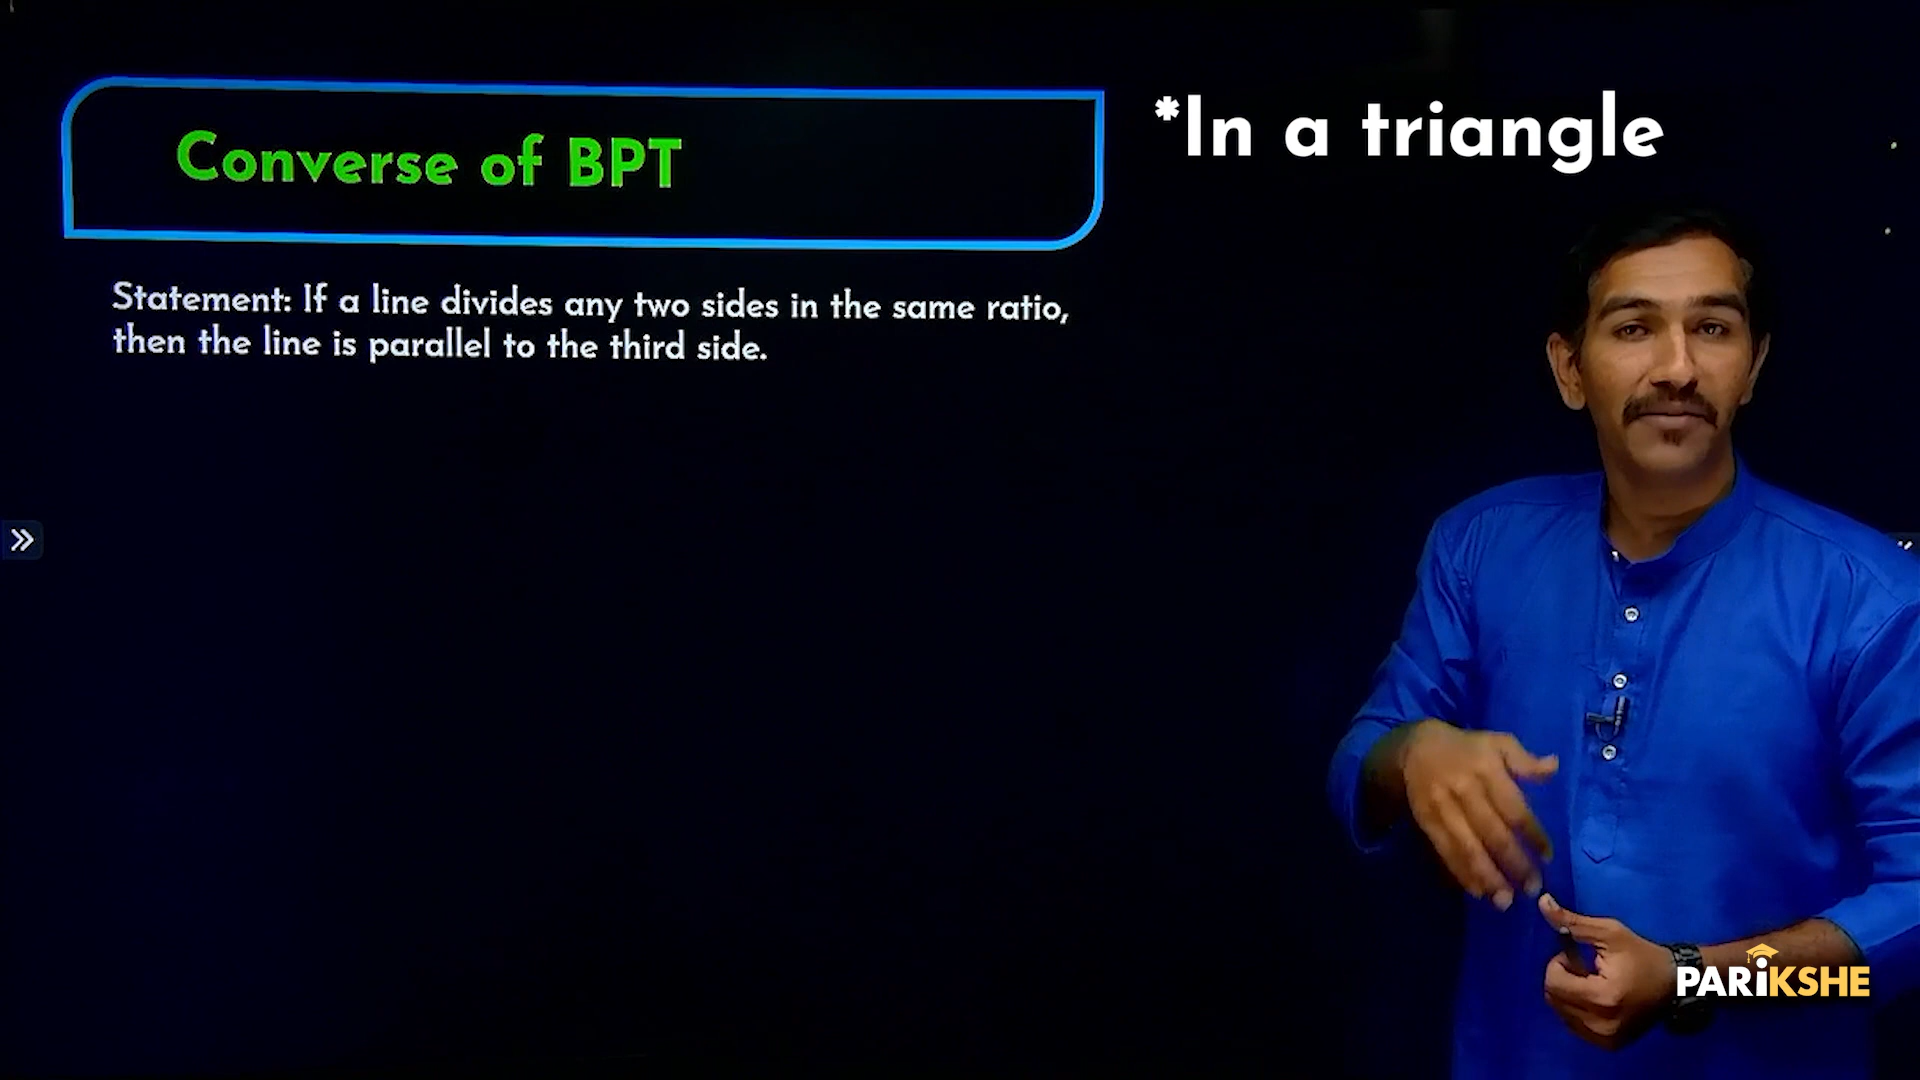 Converse of BPT
*In a triangle
Statement: If a line divides any two sides in the same ratio,
then the line is parallel to the third side.
PARiKSHE